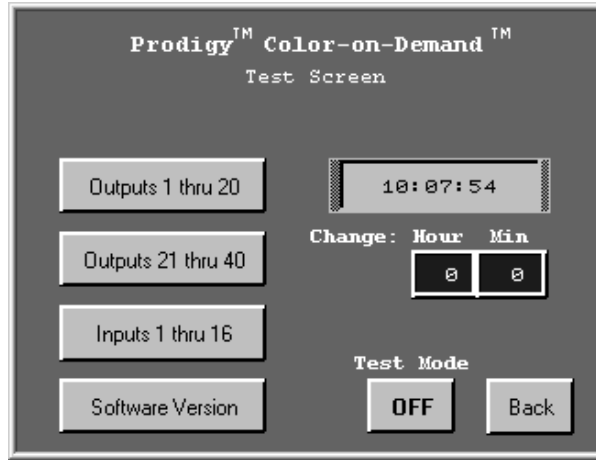 Prodigy™ Color-on-Demand™
Test Screen
Outputs 1 thru 20
10:07:54
Change: Hour Min
Outputs 21 thru 40
0 0
Inputs 1 thru 16
Test Mode
Software Version
OFF
Back